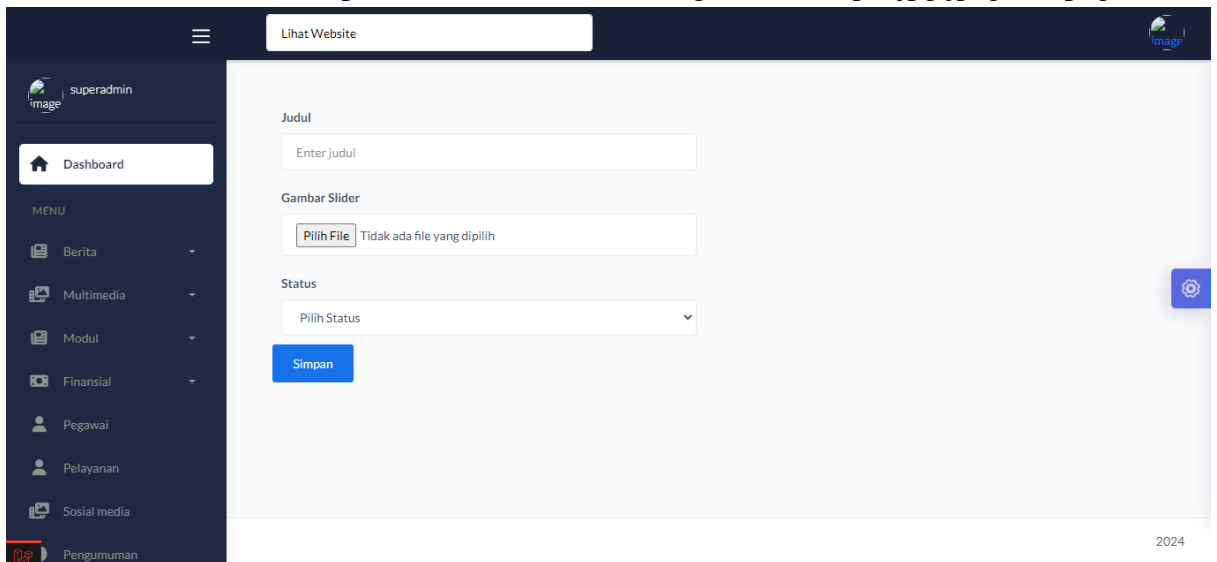 Lihat Website
image
image
superadmin
Judul
Enter judul
Dashboard
Gambar Slider
MENU
Pilih File Tidak ada file yang dipilih
Berita
Status
Multimedia
Pilih Status
Modul
Simpan
Finansial
Pegawai
Pelayanan
Sosial media
2024
Pengumuman